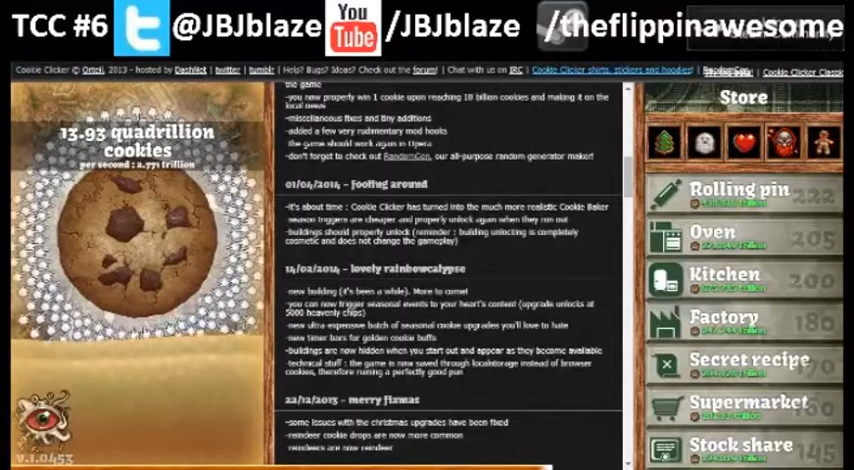 TCC #6 @JBJblaze You Tube /JBJblaze /theflippinawesome
Cookie Clicker © Orteil, 2013 - hosted by DashNet | twitter | tumblr | Help? Bugs? Ideas? Check out the forum! | Chat with us on IRC | Cookie Clicker shirts, stickers and hoodies! | RandomGen
Cookie Clicker Classic
13.93 quadrillion
cookies
per second : 2.771 trillion
v.1.0453
the game
-you now properly win 1 cookie upon reaching 10 billion cookies and making it on the
local news
-miscellaneous fixes and tiny additions
-added a few very rudimentary mod hooks
-the game should work again in Opera
-don't forget to check out RandomGen, our all-purpose random generator maker!
01/04/2014 - fooling around
-it's about time : Cookie Clicker has turned into the much more realistic Cookie Baker
-season triggers are cheaper and properly unlock again when they run out
-buildings should properly unlock (reminder : building unlocking is completely
cosmetic and does not change the gameplay)
14/02/2014 - lovely rainbowcalypse
-new building (it's been a while). More to come!
-you can now trigger seasonal events to your heart's content (upgrade unlocks at
5000 heavenly chips)
-new ultra-expensive batch of seasonal cookie upgrades you'll love to hate
-new timer bars for golden cookie buffs
-buildings are now hidden when you start out and appear as they become available
-technical stuff : the game is now saved through localstorage instead of browser
cookies, therefore ruining a perfectly good pun
22/12/2013 - merry fixmas
-some issues with the christmas upgrades have been fixed
-reindeer cookie drops are now more common
-reindeers are now reindeer
Store
Rolling pin 222
Oven 205
Kitchen 200
Factory 180
Secret recipe 170
Supermarket 160
Stock share 145